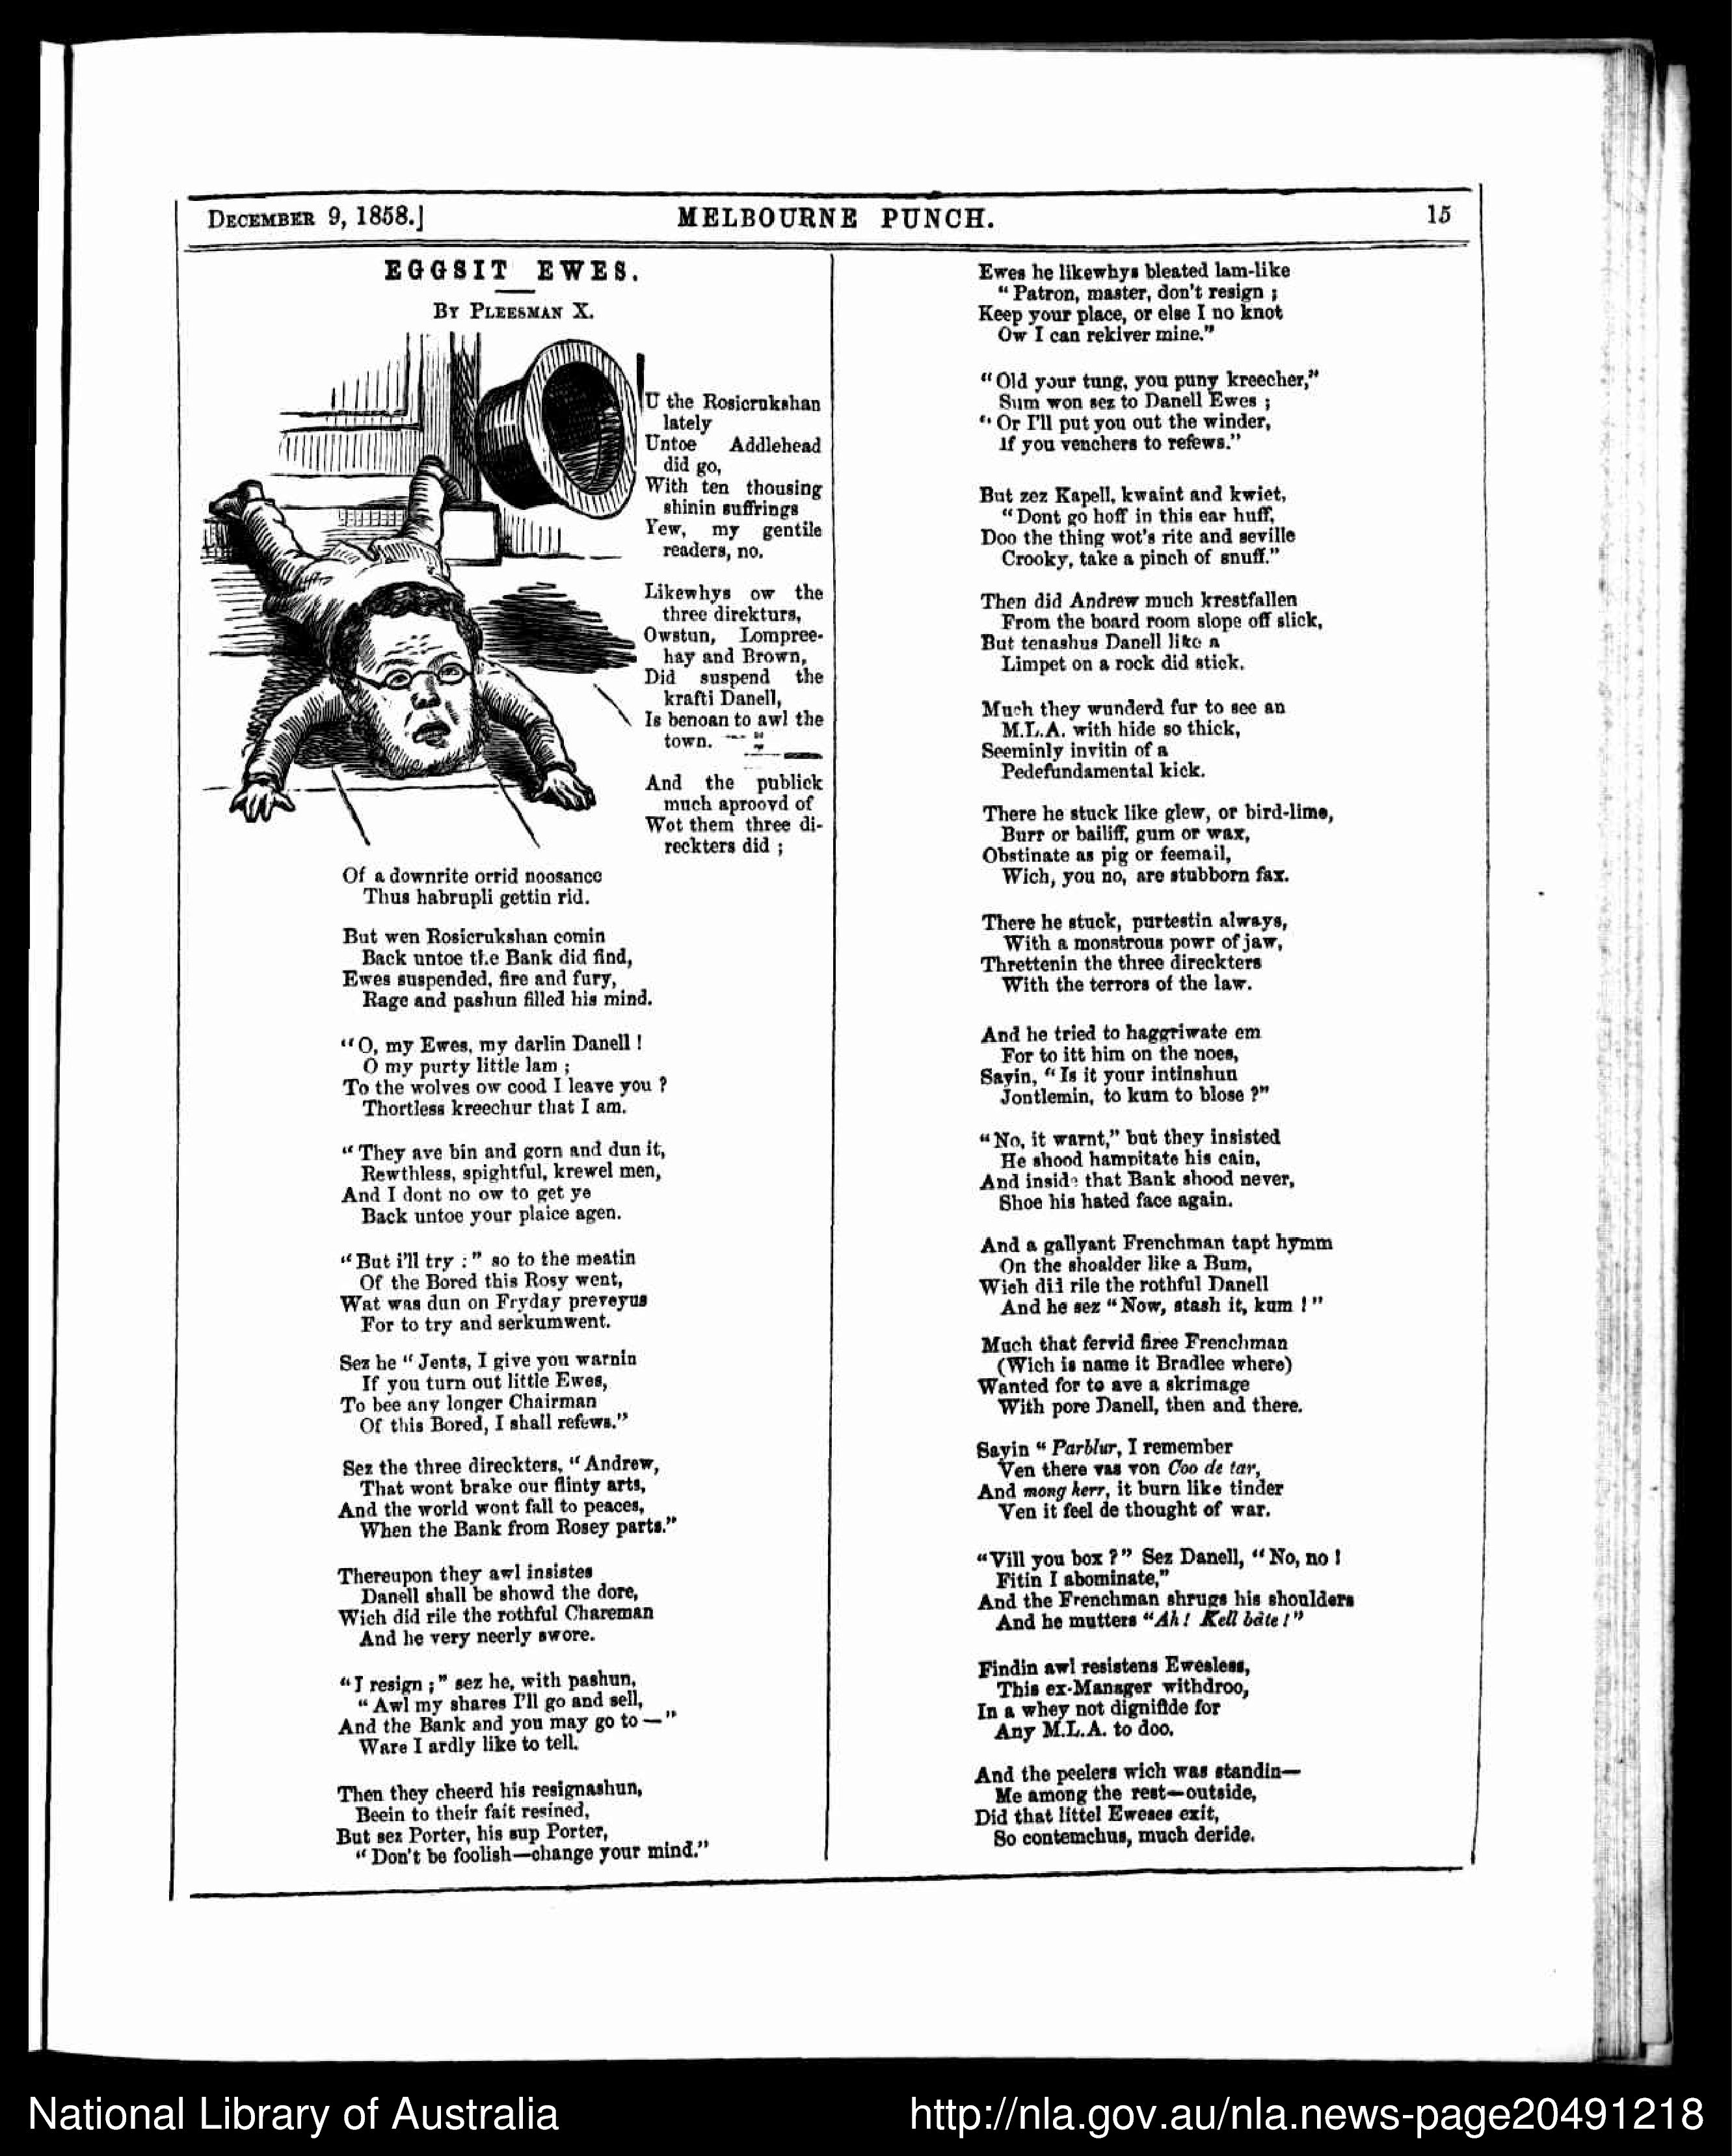 DECEMBER 9, 1858.]
MELBOURNE PUNCH.
15
EGGSIT EWES.
BY PLEESMAN X.
U the Rosicrukshan
lately
Untoe Addlehead
did go,
With ten thousing
shinin suffrings
Yew, my gentile
readers, no.
Likewhys ow the
three direkturs,
Owstun, Lompree-
hay and Brown,
Did suspend the
krafti Danell,
Is benoan to awl the
town.
And the publick
much aproovd of
Wot them three di-
reckters did ;
Of a downrite orrid noosance
Thus habrupli gettin rid.
But wen Rosicrukshan comin
Back untoe the Bank did find,
Ewes suspended, fire and fury,
Rage and pashun filled his mind.
“O, my Ewes, my darlin Danell !
O my purty little lam ;
To the wolves ow cood I leave you ?
Thortless kreechur that I am.
“They ave bin and gorn and dun it,
Rewthless, spightful, krewel men,
And I dont no ow to get ye
Back untoe your plaice agen.
“But i'll try :” so to the meatin
Of the Bored this Rosy went,
Wat was dun on Fryday preveyus
For to try and serkumwent.
Sez he “Jents, I give you warnin
If you turn out little Ewes,
To bee any longer Chairman
Of this Bored, I shall refews.”
Sez the three direckters, “Andrew,
That wont brake our flinty arts,
And the world wont fall to peaces,
When the Bank from Rosey parts.”
Thereupon they awl insistes
Danell shall be showd the dore,
Wich did rile the rothful Chareman
And he very neerly swore.
“I resign ;” sez he, with pashun,
“Awl my shares I'll go and sell,
And the Bank and you may go to —”
Ware I ardly like to tell.
Then they cheerd his resignashun,
Beein to their fait resined,
But sez Porter, his sup Porter,
“Don't be foolish—change your mind.”
Ewes he likewhys bleated lam-like
“Patron, master, don't resign ;
Keep your place, or else I no knot
Ow I can rekiver mine.”
“Old your tung, you puny kreecher,”
Sum won sez to Danell Ewes ;
“Or I'll put you out the winder,
If you venchers to refews.”
But zez Kapell, kwaint and kwiet,
“Dont go hoff in this ear huff,
Doo the thing wot's rite and seville
Crooky, take a pinch of snuff.”
Then did Andrew much krestfallen
From the board room slope off slick,
But tenashus Danell like a
Limpet on a rock did stick.
Much they wunderd fur to see an
M.L.A. with hide so thick,
Seeminly invitin of a
Pedefundamental kick.
There he stuck like glew, or bird-lime,
Burr or bailiff, gum or wax,
Obstinate as pig or feemail,
Wich, you no, are stubborn fax.
There he stuck, purtestin always,
With a monstrous powr of jaw,
Threttenin the three direckters
With the terrors of the law.
And he tried to haggriwate em
For to itt him on the noes,
Sayin, “Is it your intinshun
Jontlemin, to kum to blose ?”
“No, it warnt,” but they insisted
He shood hampitate his cain,
And inside that Bank shood never,
Shoe his hated face again.
And a gallyant Frenchman tapt hymm
On the shoalder like a Bum,
Wich did rile the rothful Danell
And he sez “Now, stash it, kum !”
Much that fervid firee Frenchman
(Wich is name it Bradlee where)
Wanted for to ave a skrimage
With pore Danell, then and there.
Sayin “Parblur, I remember
Ven there vas von Coo de tar,
And mong kerr, it burn like tinder
Ven it feel de thought of war.
“Vill you box ?” Sez Danell, “No, no !
Fitin I abominate,”
And the Frenchman shrugs his shoulders
And he mutters “Ah ! Kell bâte !”
Findin awl resistens Ewesless,
This ex-Manager withdroo,
In a whey not dignifide for
Any M.L.A. to doo.
And the peelers wich was standin—
Me among the rest—outside,
Did that littel Eweses exit,
So contemchus, much deride.
National Library of Australia
http://nla.gov.au/nla.news-page20491218